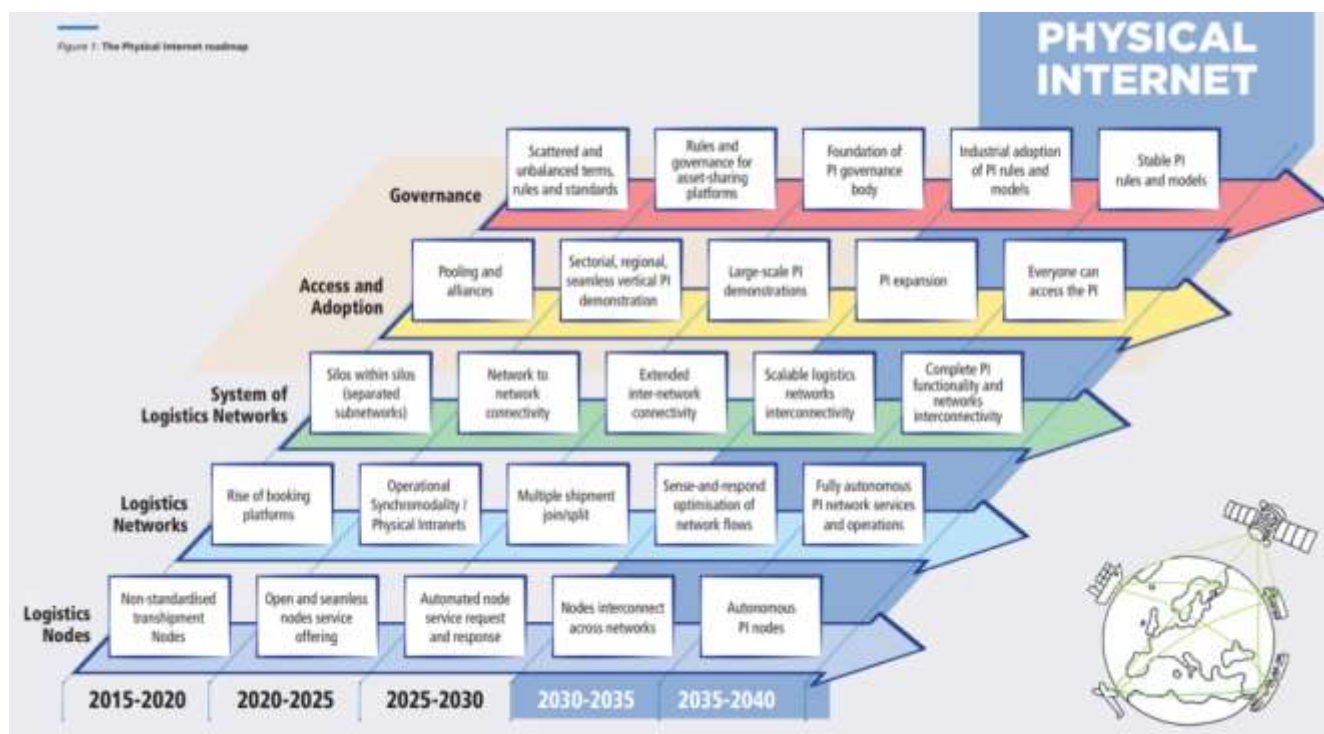 Figure 1: The Physical Internet roadmap
PHYSICAL
INTERNET
Governance
Scattered and
unbalanced terms,
rules and standards
Rules and
governance for
asset-sharing
platforms
Foundation of
PI governance
body
Industrial adoption
of PI rules and
models
Stable PI
rules and models
Access and
Adoption
Pooling and
alliances
Sectorial, regional,
seamless vertical PI
demonstration
Large-scale PI
demonstrations
PI expansion
Everyone can
access the PI
System of
Logistics Networks
Silos within silos
(separated
subnetworks)
Network to
network
connectivity
Extended
inter-network
connectivity
Scalable logistics
networks
interconnectivity
Complete PI
functionality and
networks
interconnectivity
Logistics
Networks
Rise of booking
platforms
Operational
Synchromodality /
Physical Intranets
Multiple shipment
join/split
Sense-and-respond
optimisation of
network flows
Fully autonomous
PI network services
and operations
Logistics
Nodes
Non-standardised
transhipment
Nodes
Open and seamless
nodes service
offering
Automated node
service request
and response
Nodes interconnect
across networks
Autonomous
PI nodes
2015-2020
2020-2025
2025-2030
2030-2035
2035-2040